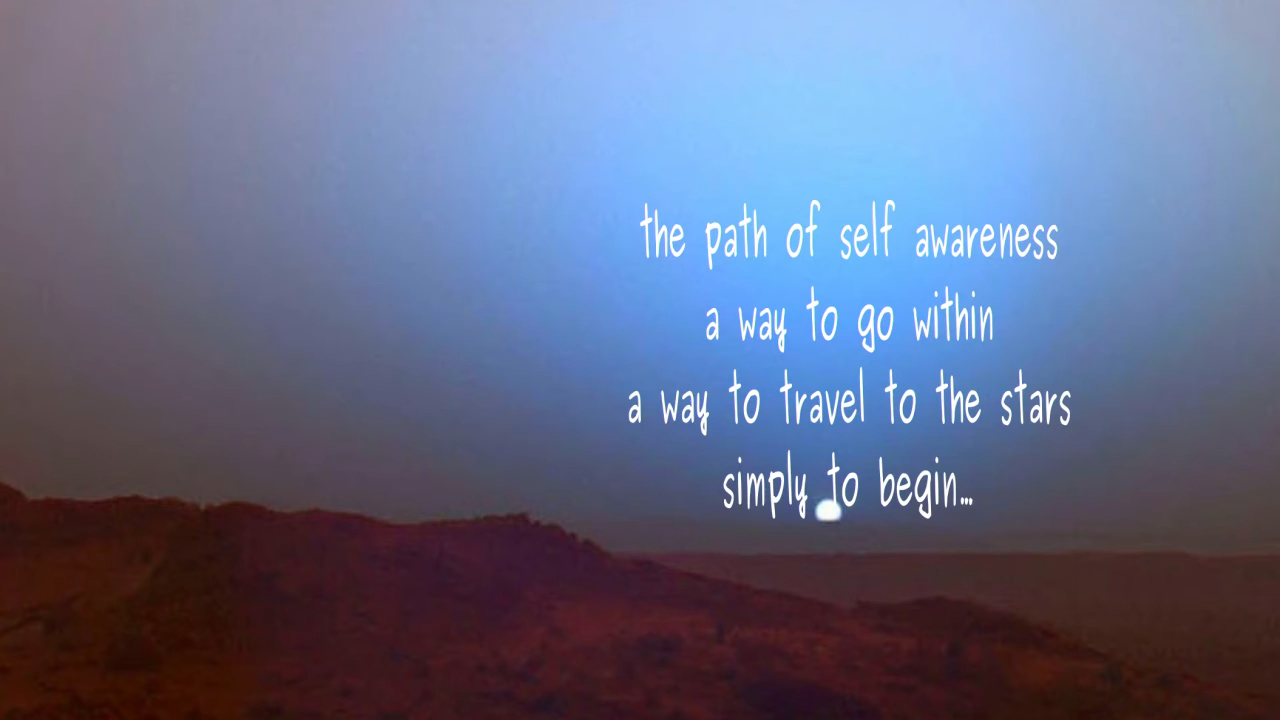 the path of self awareness
a way to go within
a way to travel to the stars
simply to begin...